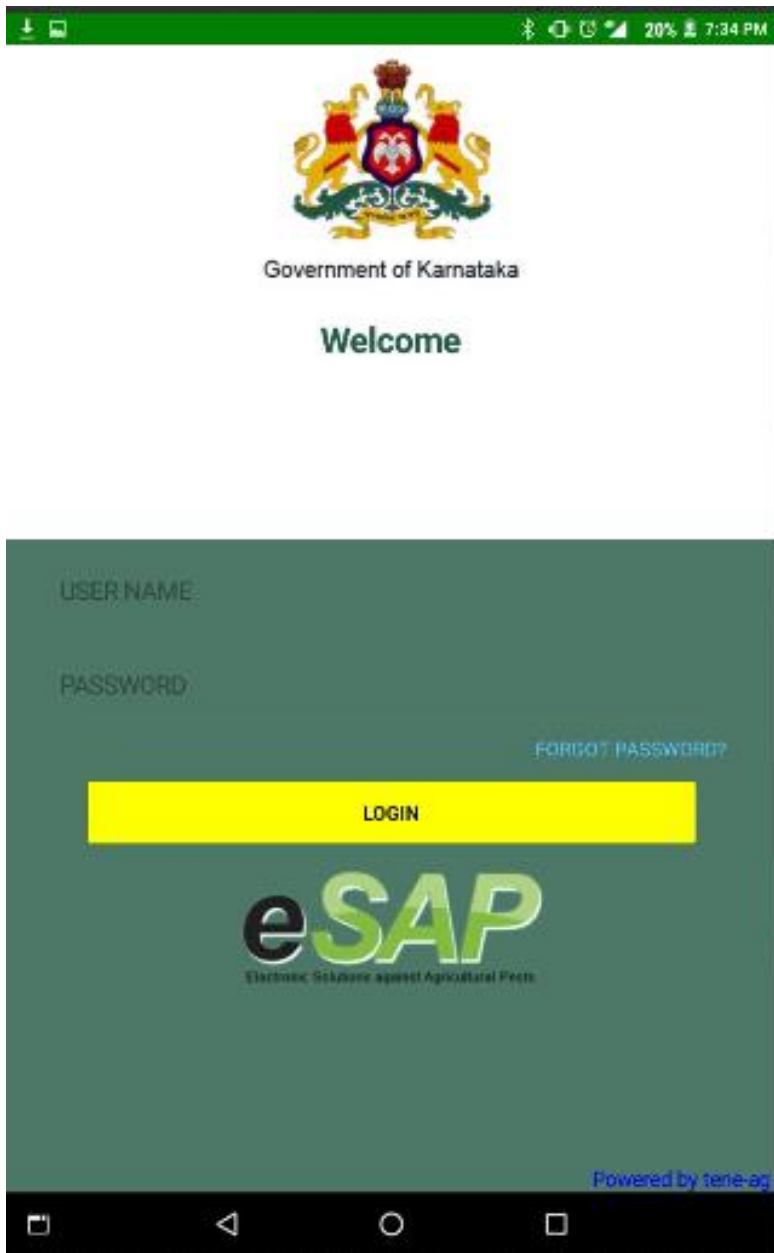 20% 7:34 PM
Government of Karnataka
Welcome
USER NAME
PASSWORD
FORGOT PASSWORD?
LOGIN
eSAP
Electronic Solutions against Agricultural Pests
Powered by tene-ag